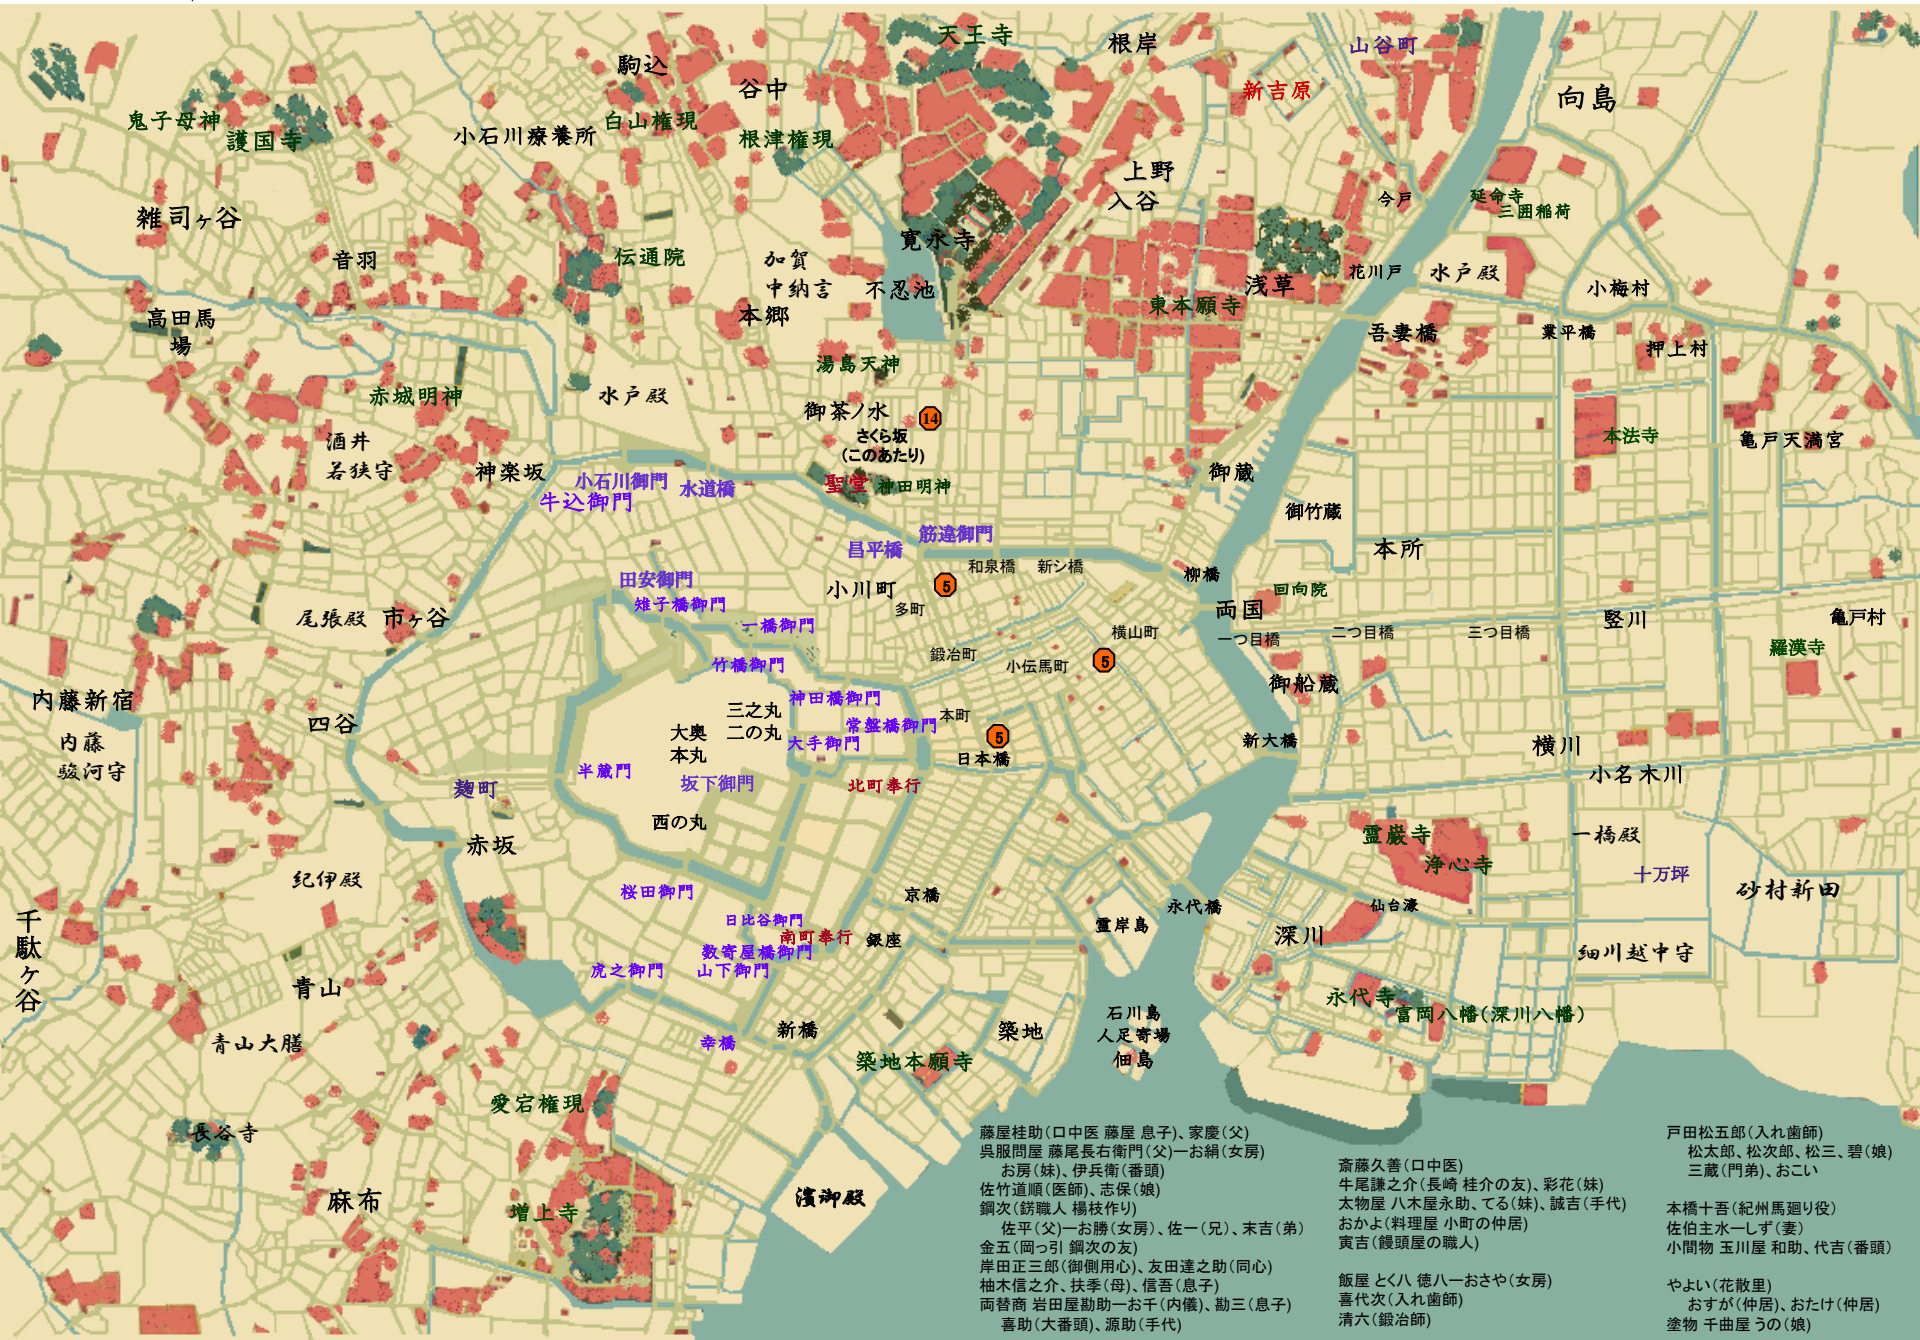 天王寺
根岸
山谷町
駒込
谷中
新吉原
向島
鬼子母神
護国寺
小石川療養所
白山権現
根津権現
上野
入谷
今戸
延命寺
三囲稲荷
雑司ヶ谷
音羽
伝通院
加賀
中納言
本郷
寛永寺
不忍池
浅草
東本願寺
花川戸
水戸殿
小梅村
高田馬
場
吾妻橋
業平橋
押上村
湯島天神
赤城明神
水戸殿
御茶ノ水
14
さくら坂
(このあたり)
本法寺
亀戸天満宮
酒井
若狭守
神楽坂
小石川御門
牛込御門
水道橋
聖堂
神田明神
御蔵
御竹蔵
本所
昌平橋
筋違御門
和泉橋
新シ橋
柳橋
田安御門
雉子橋御門
一橋御門
小川町
5
多町
回向院
両国
横山町
一つ目橋
二つ目橋
三つ目橋
竪川
亀戸村
羅漢寺
尾張殿
市ヶ谷
竹橋御門
鍛冶町
小伝馬町
5
御船蔵
内藤新宿
四谷
内藤
駿河守
神田橋御門
三之丸
二の丸
大奥
本丸
常盤橋御門
大手御門
本町
5
日本橋
新大橋
横川
小名木川
半蔵門
坂下御門
北町奉行
麹町
西の丸
赤坂
霊巌寺
浄心寺
一橋殿
十万坪
砂村新田
紀伊殿
桜田御門
京橋
永代橋
仙台濠
千駄ヶ谷
日比谷御門
南町奉行
銀座
霊岸島
深川
細川越中守
数寄屋橋御門
虎之御門
山下御門
青山
永代寺
富岡八幡(深川八幡)
青山大膳
幸橋
新橋
築地
石川島
人足寄場
佃島
築地本願寺
愛宕権現
長谷寺
麻布
増上寺
濱御殿
藤屋桂助(口中医 藤屋 息子)、家慶(父)
呉服問屋 藤尾長右衛門(父)―お絹(女房)
お房(妹)、伊兵衛(番頭)
佐竹道順(医師)、志保(娘)
鋼次(錺職人 楊枝作り)
佐平(父)―お勝(女房)、佐一(兄)、末吉(弟)
金五(岡っ引 鋼次の友)
岸田正三郎(御側用心)、友田達之助(同心)
柚木信之介、扶季(母)、信吾(息子)
両替商 岩田屋勘助―お千(内儀)、勘三(息子)
喜助(大番頭)、源助(手代)
斎藤久善(口中医)
牛尾謙之介(長崎 桂介の友)、彩花(妹)
太物屋 八木屋永助、てる(妹)、誠吉(手代)
おかよ(料理屋 小町の仲居)
寅吉(饅頭屋の職人)
飯屋 とく八 徳八―おさや(女房)
喜代次(入れ歯師)
清六(鍛冶師)
戸田松五郎(入れ歯師)
松太郎、松次郎、松三、碧(娘)
三蔵(門弟)、おこい
本橋十吾(紀州馬廻り役)
佐伯主水―しず(妻)
小間物 玉川屋 和助、代吉(番頭)
やよい(花散里)
おすが(仲居)、おたけ(仲居)
塗物 千曲屋 うの(娘)